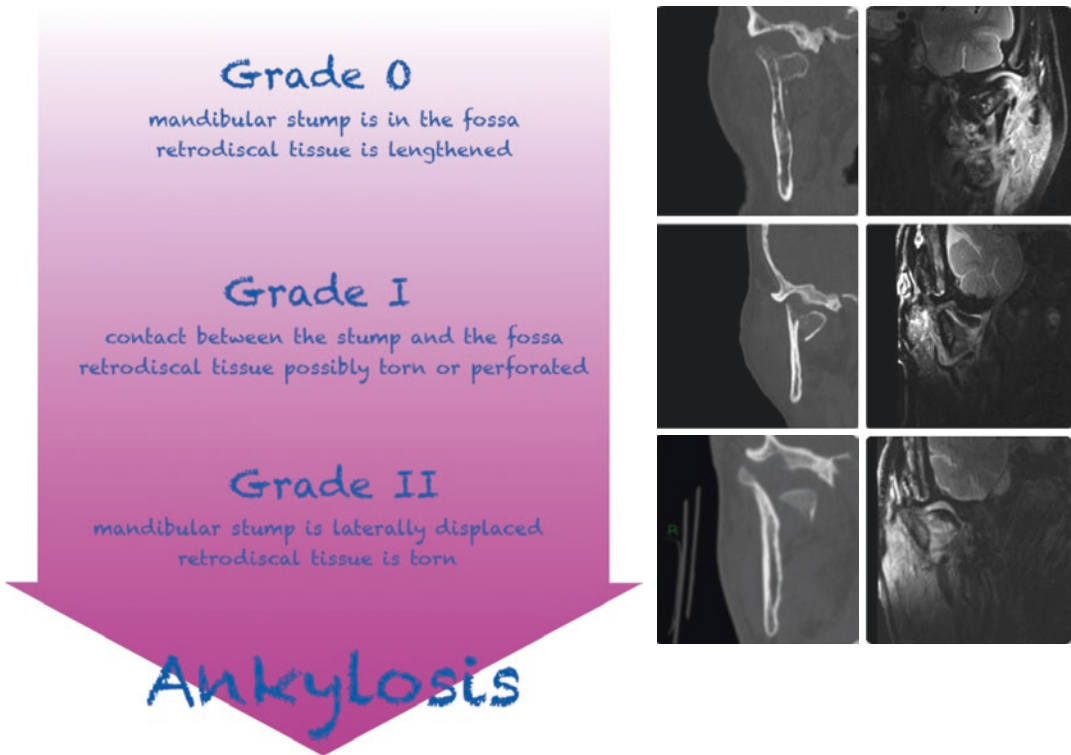 Grade 0
mandibular stump is in the fossa
retrodiscal tissue is lengthened
Grade I
contact between the stump and the fossa
retrodiscal tissue possibly torn or perforated
Grade II
mandibular stump is laterally displaced
retrodiscal tissue is torn
Ankylosis
R